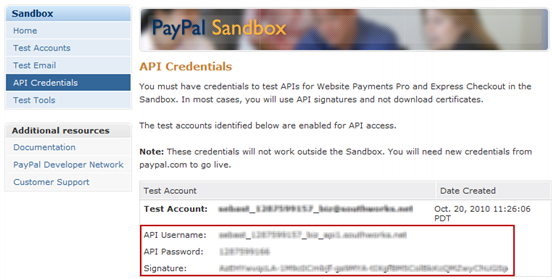 Sandbox
Home
Test Accounts
Test Email
API Credentials
Test Tools
Additional resources
Documentation
PayPal Developer Network
Customer Support
PayPal Sandbox
API Credentials
You must have credentials to test APIs for Website Payments Pro and Express Checkout in the
Sandbox. In most cases, you will use API signatures and not download certificates.
The test accounts identified below are enabled for API access.
Note: These credentials will not work outside the Sandbox. You will need new credentials from
paypal.com to go live.
Test Account Date Created
Test Account: Oct. 20, 2010 11:26:06
PDT
API Username:
API Password:
Signature: